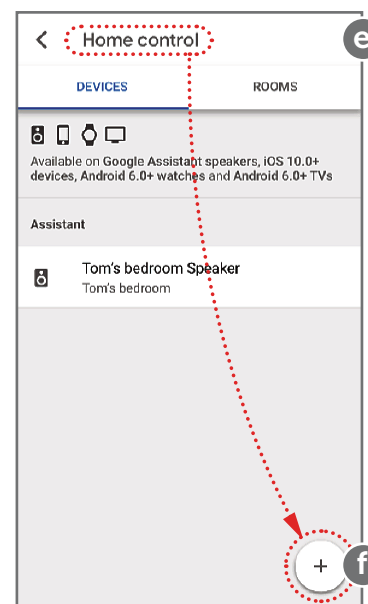 Home control
e
DEVICES
ROOMS
Available on Google Assistant speakers, iOS 10.0+
devices, Android 6.0+ watches and Android 6.0+ TVs
Assistant
Tom's bedroom Speaker
Tom's bedroom
+
f